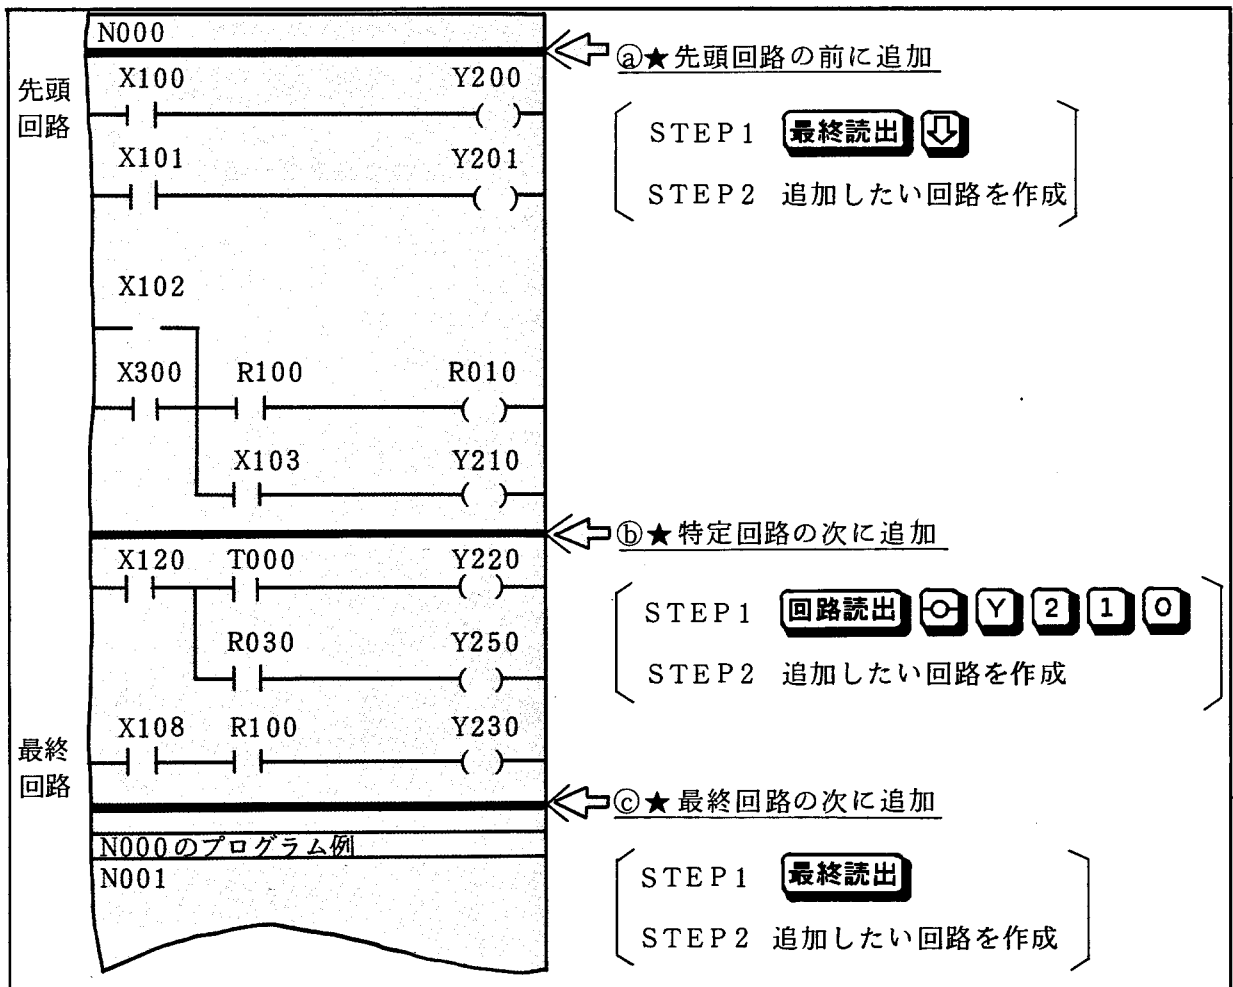 N000
ⓐ★先頭回路の前に追加
先頭
回路
X100 Y200
STEP1 最終読出 ⇩
X101 Y201
STEP2 追加したい回路を作成
X102
X300 R100 R010
X103 Y210
ⓑ★特定回路の次に追加
X120 T000 Y220
STEP1 回路読出 Y 2 1 0
R030 Y250
STEP2 追加したい回路を作成
X108 R100 Y230
最終
回路
ⓒ★最終回路の次に追加
N000のプログラム例
N001
STEP1 最終読出
STEP2 追加したい回路を作成